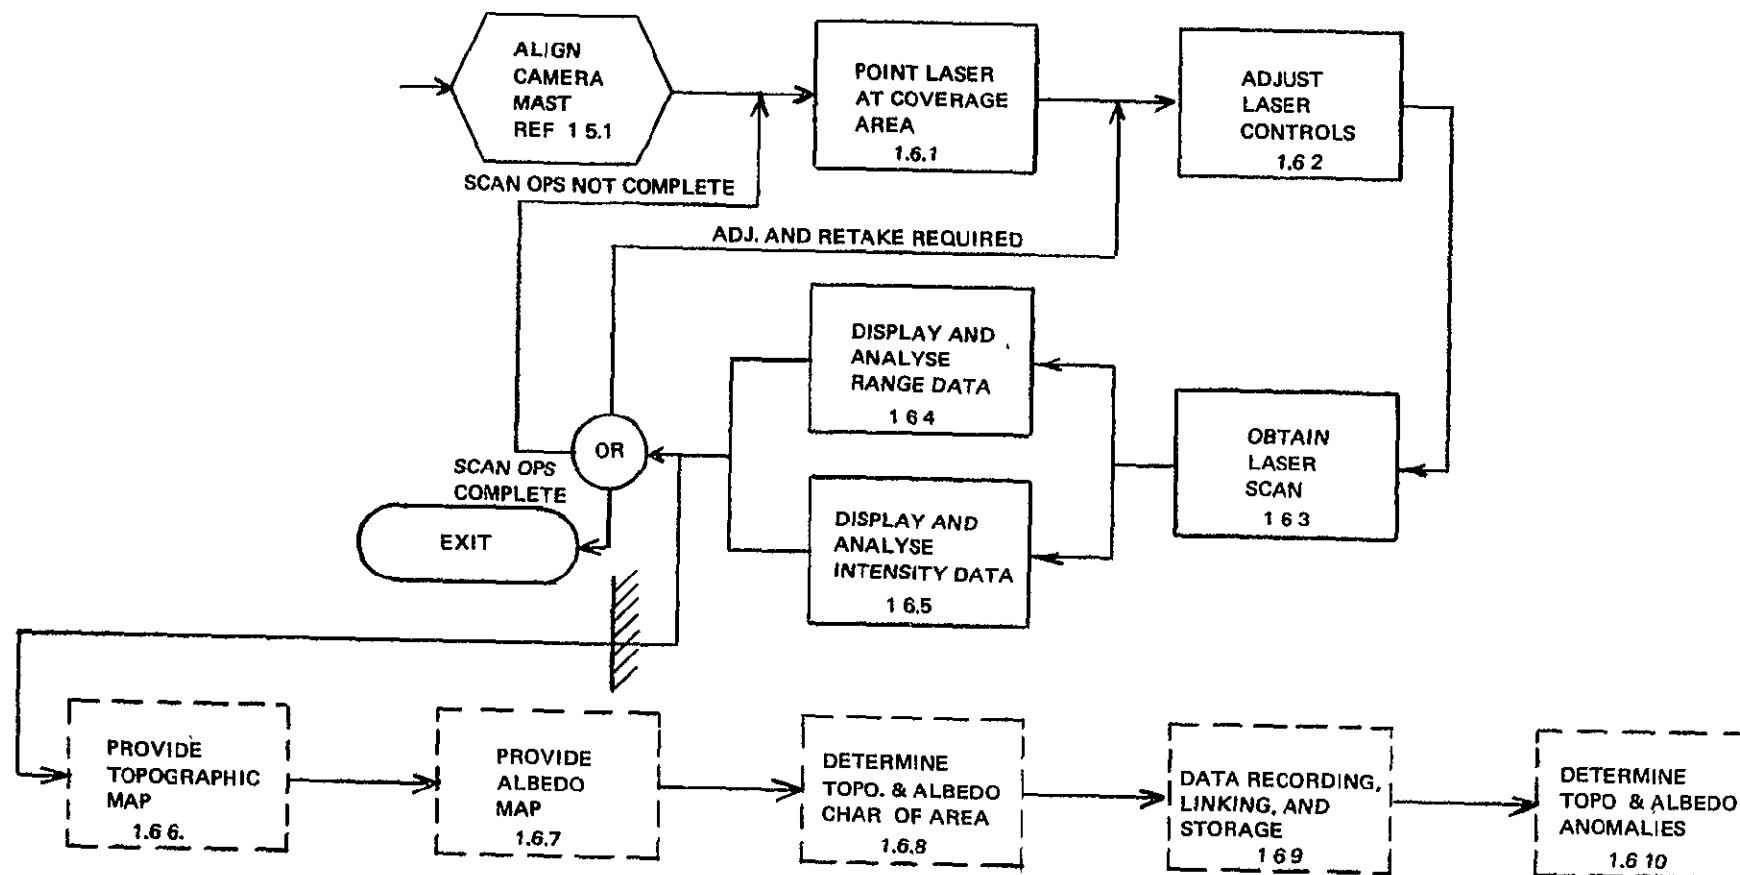 ALIGN
CAMERA
MAST
REF 1 5.1
POINT LASER
AT COVERAGE
AREA
1.6.1
ADJUST
LASER
CONTROLS
1.6 2
SCAN OPS NOT COMPLETE
ADJ. AND RETAKE REQUIRED
DISPLAY AND
ANALYSE
RANGE DATA
1 6 4
OBTAIN
LASER
SCAN
1 6 3
OR
SCAN OPS
COMPLETE
EXIT
DISPLAY AND
ANALYSE
INTENSITY DATA
1 6.5
PROVIDE
TOPOGRAPHIC
MAP
1.6 6.
PROVIDE
ALBEDO
MAP
1.6.7
DETERMINE
TOPO. & ALBEDO
CHAR OF AREA
1.6.8
DATA RECORDING,
LINKING, AND
STORAGE
1 6 9
DETERMINE
TOPO & ALBEDO
ANOMALIES
1.6 10